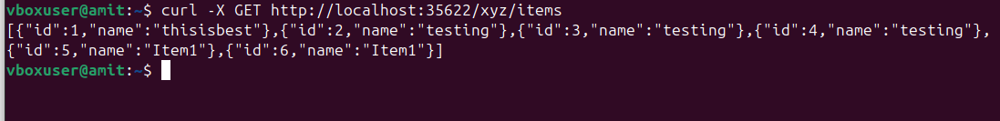 vboxuser@amit:~$ curl -X GET http://localhost:35622/xyz/items
[{"id":1,"name":"thisisbest"},{"id":2,"name":"testing"},{"id":3,"name":"testing"},{"id":4,"name":"testing"},
{"id":5,"name":"Item1"},{"id":6,"name":"Item1"}]
vboxuser@amit:~$